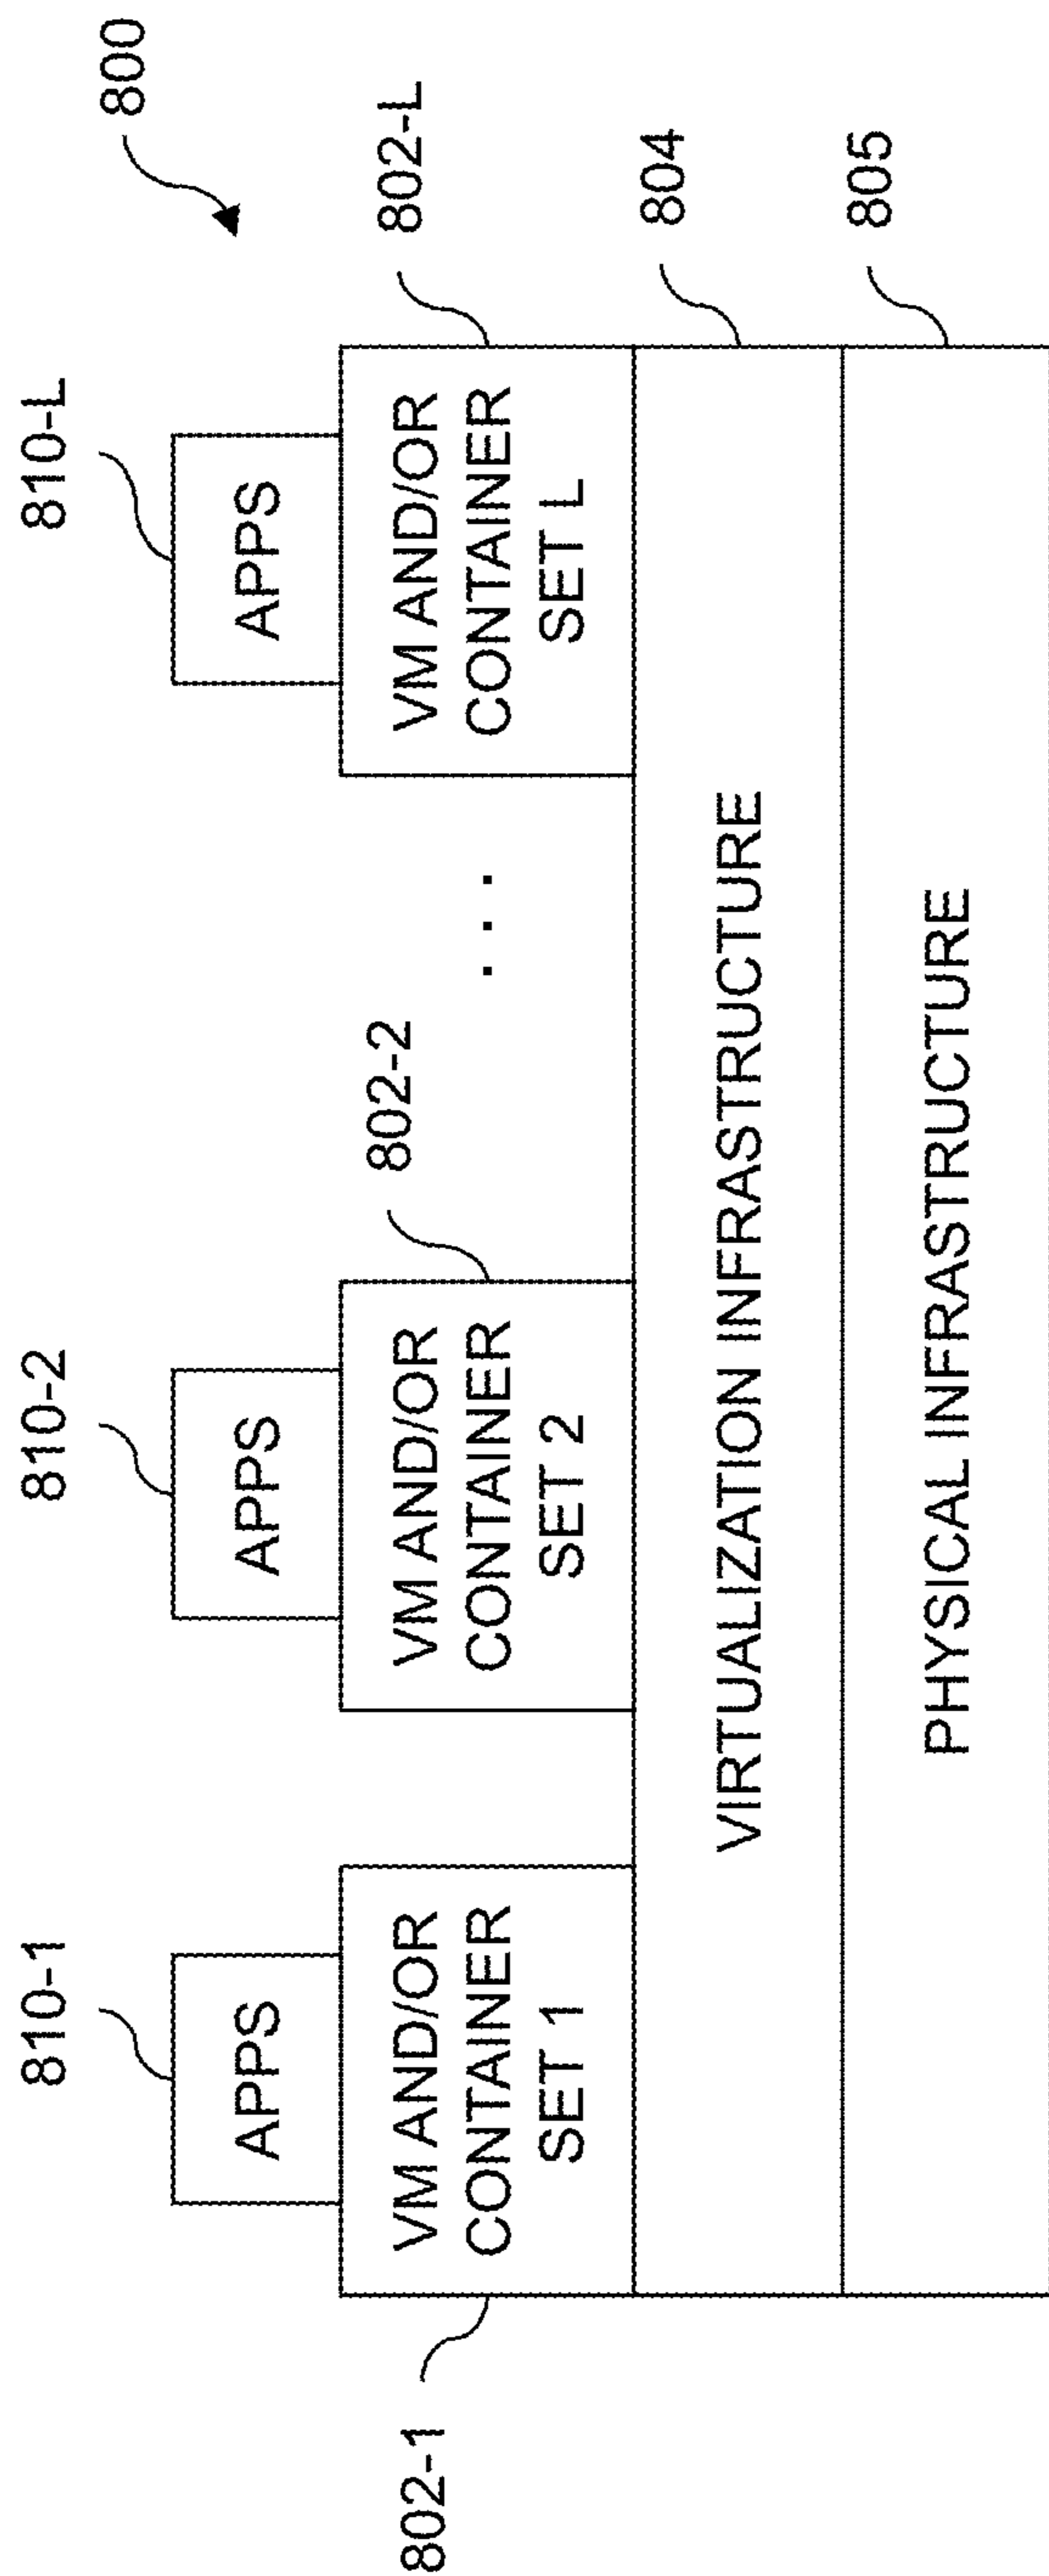 800
810-1
810-2
810-L
APPS
APPS
APPS
802-1
VM AND/OR
CONTAINER
SET 1
VM AND/OR
CONTAINER
SET 2
802-2
. . .
VM AND/OR
CONTAINER
SET L
802-L
VIRTUALIZATION INFRASTRUCTURE
804
PHYSICAL INFRASTRUCTURE
805